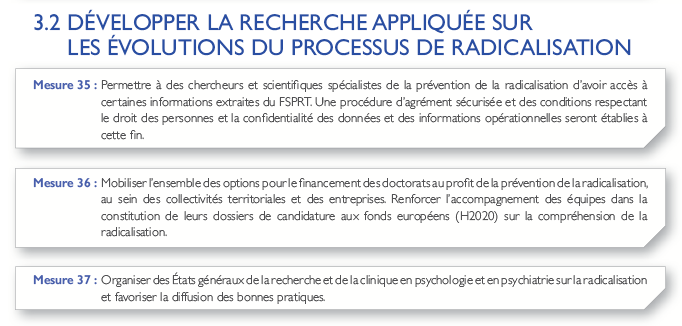 3.2 DÉVELOPPER LA RECHERCHE APPLIQUÉE SUR
LES ÉVOLUTIONS DU PROCESSUS DE RADICALISATION
Mesure 35 : Permettre à des chercheurs et scientifiques spécialistes de la prévention de la radicalisation d’avoir accès à
certaines informations extraites du FSPRT. Une procédure d’agrément sécurisée et des conditions respectant
le droit des personnes et la confidentialité des données et des informations opérationnelles seront établies à
cette fin.
Mesure 36 : Mobiliser l’ensemble des options pour le financement des doctorats au profit de la prévention de la radicalisation,
au sein des collectivités territoriales et des entreprises. Renforcer l’accompagnement des équipes dans la
constitution de leurs dossiers de candidature aux fonds européens (H2020) sur la compréhension de la
radicalisation.
Mesure 37 : Organiser des États généraux de la recherche et de la clinique en psychologie et en psychiatrie sur la radicalisation
et favoriser la diffusion des bonnes pratiques.